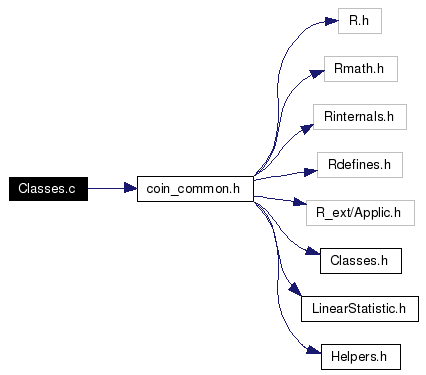 R.h
Rmath.h
Rinternals.h
Rdefines.h
Classes.c
coin_common.h
R_ext/Applic.h
Classes.h
LinearStatistic.h
Helpers.h